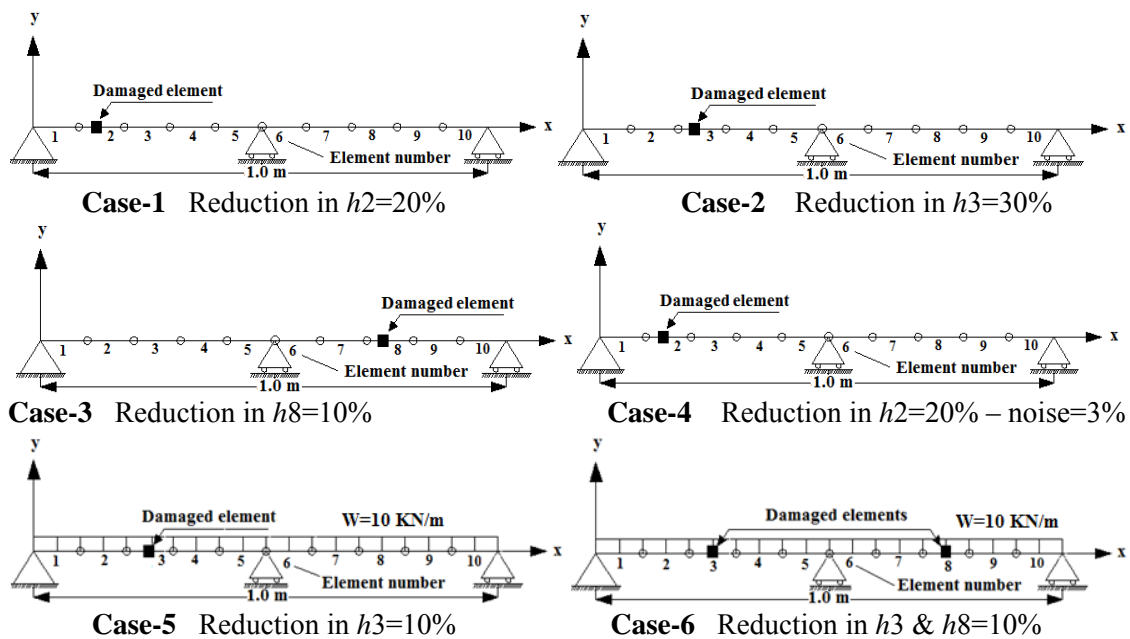 y
Damaged element
1 2 3 4 5 6 7 8 9 10 x
Element number
1.0 m
Case-1 Reduction in h2=20%
y
Damaged element
1 2 3 4 5 6 7 8 9 10 x
Element number
1.0 m
Case-2 Reduction in h3=30%
y
Damaged element
1 2 3 4 5 6 7 8 9 10 x
Element number
1.0 m
Case-3 Reduction in h8=10%
y
Damaged element
1 2 3 4 5 6 7 8 9 10 x
Element number
1.0 m
Case-4 Reduction in h2=20% – noise=3%
y
Damaged element W=10 KN/m
1 2 3 4 5 6 7 8 9 10 x
Element number
1.0 m
Case-5 Reduction in h3=10%
y
Damaged elements W=10 KN/m
1 2 3 4 5 6 7 8 9 10 x
Element number
1.0 m
Case-6 Reduction in h3 & h8=10%